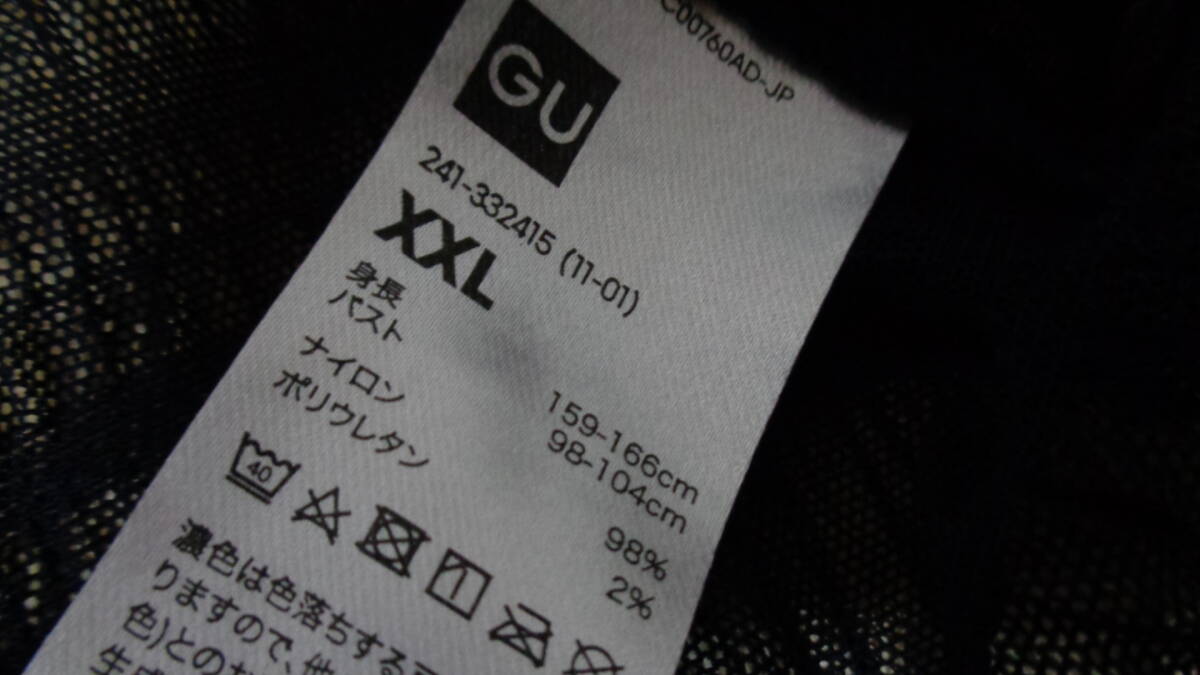 C00760AD-JP
GU
241-332415 (11-01)
XXL
身長 159-166cm
バスト 98-104cm
ナイロン 98%
ポリウレタン 2%
40
濃色は色落ちする
りますので、他
色)との